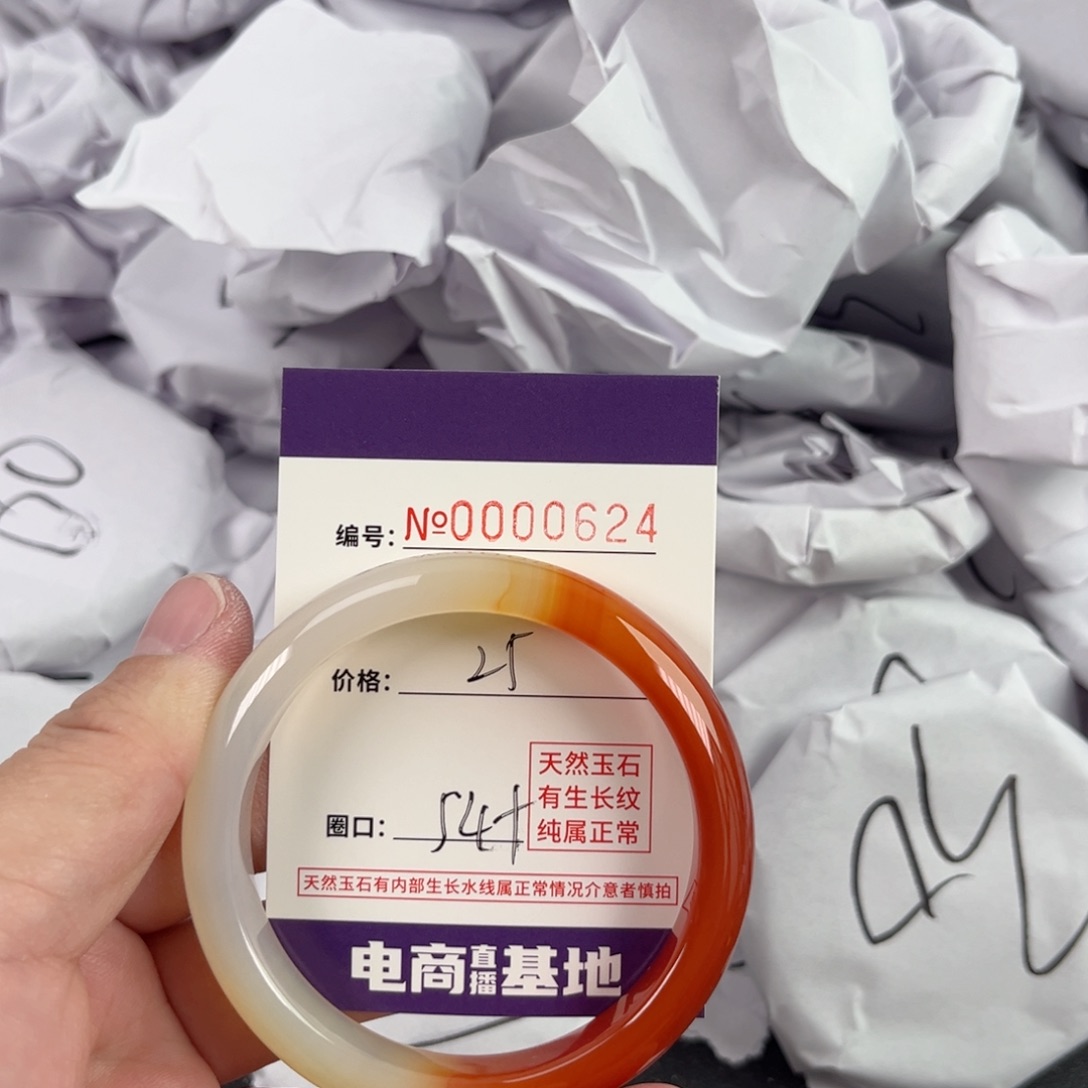 编号: №0000624
价格: 25
圈口: 54+
天然玉石
有生长纹
纯属正常
天然玉石有内部生长水线属正常情况介意者慎拍
电商直播基地